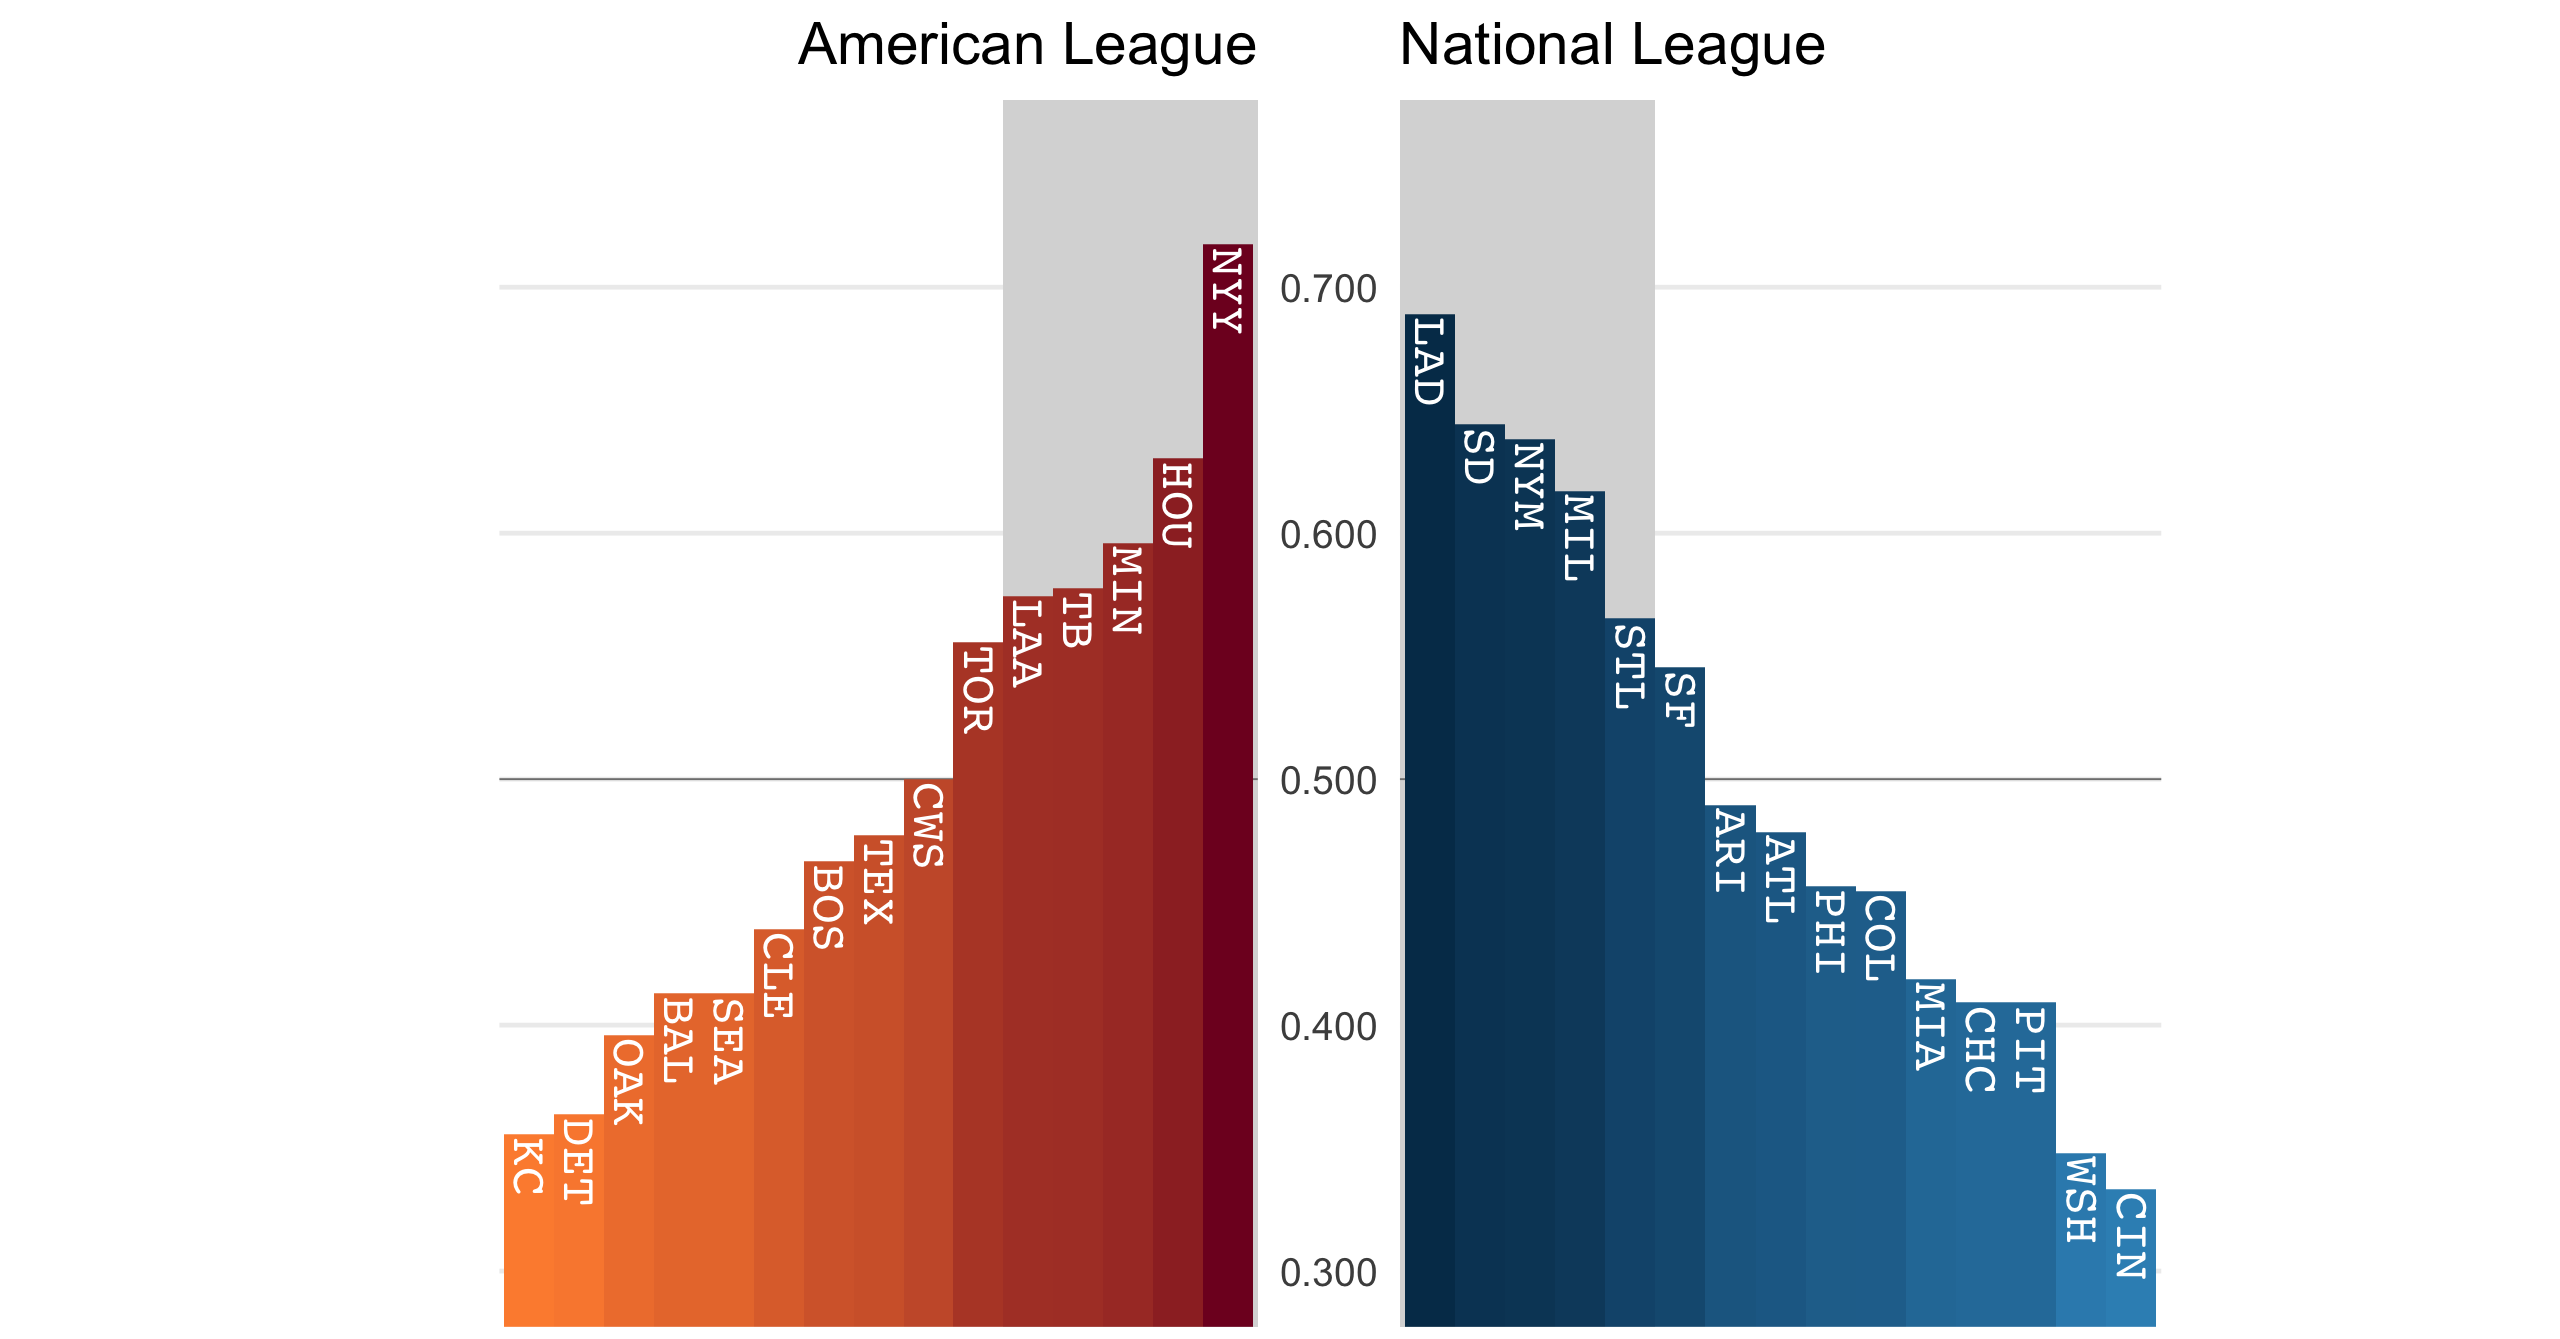 American League
National League
0.700
0.600
0.500
0.400
0.300
KC
DET
OAK
BAL
SEA
CLE
BOS
TEX
CWS
TOR
LAA
TB
MIN
HOU
NYY
LAD
SD
NYM
MIL
STL
SF
ARI
ATL
PHI
COL
MIA
CHC
PIT
WSH
CIN